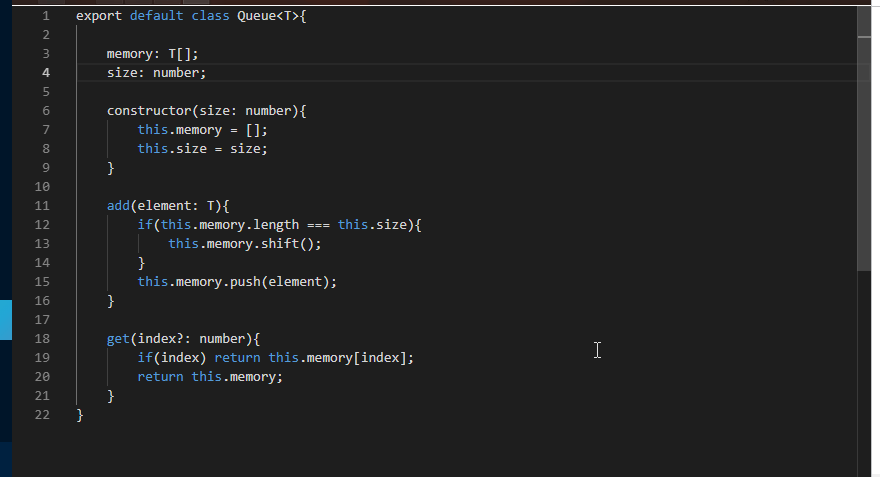 1 export default class Queue<T>{
2
3     memory: T[];
4     size: number;
5
6     constructor(size: number){
7         this.memory = [];
8         this.size = size;
9     }
10
11     add(element: T){
12         if(this.memory.length === this.size){
13             this.memory.shift();
14         }
15         this.memory.push(element);
16     }
17
18     get(index?: number){
19         if(index) return this.memory[index];
20         return this.memory;
21     }
22 }